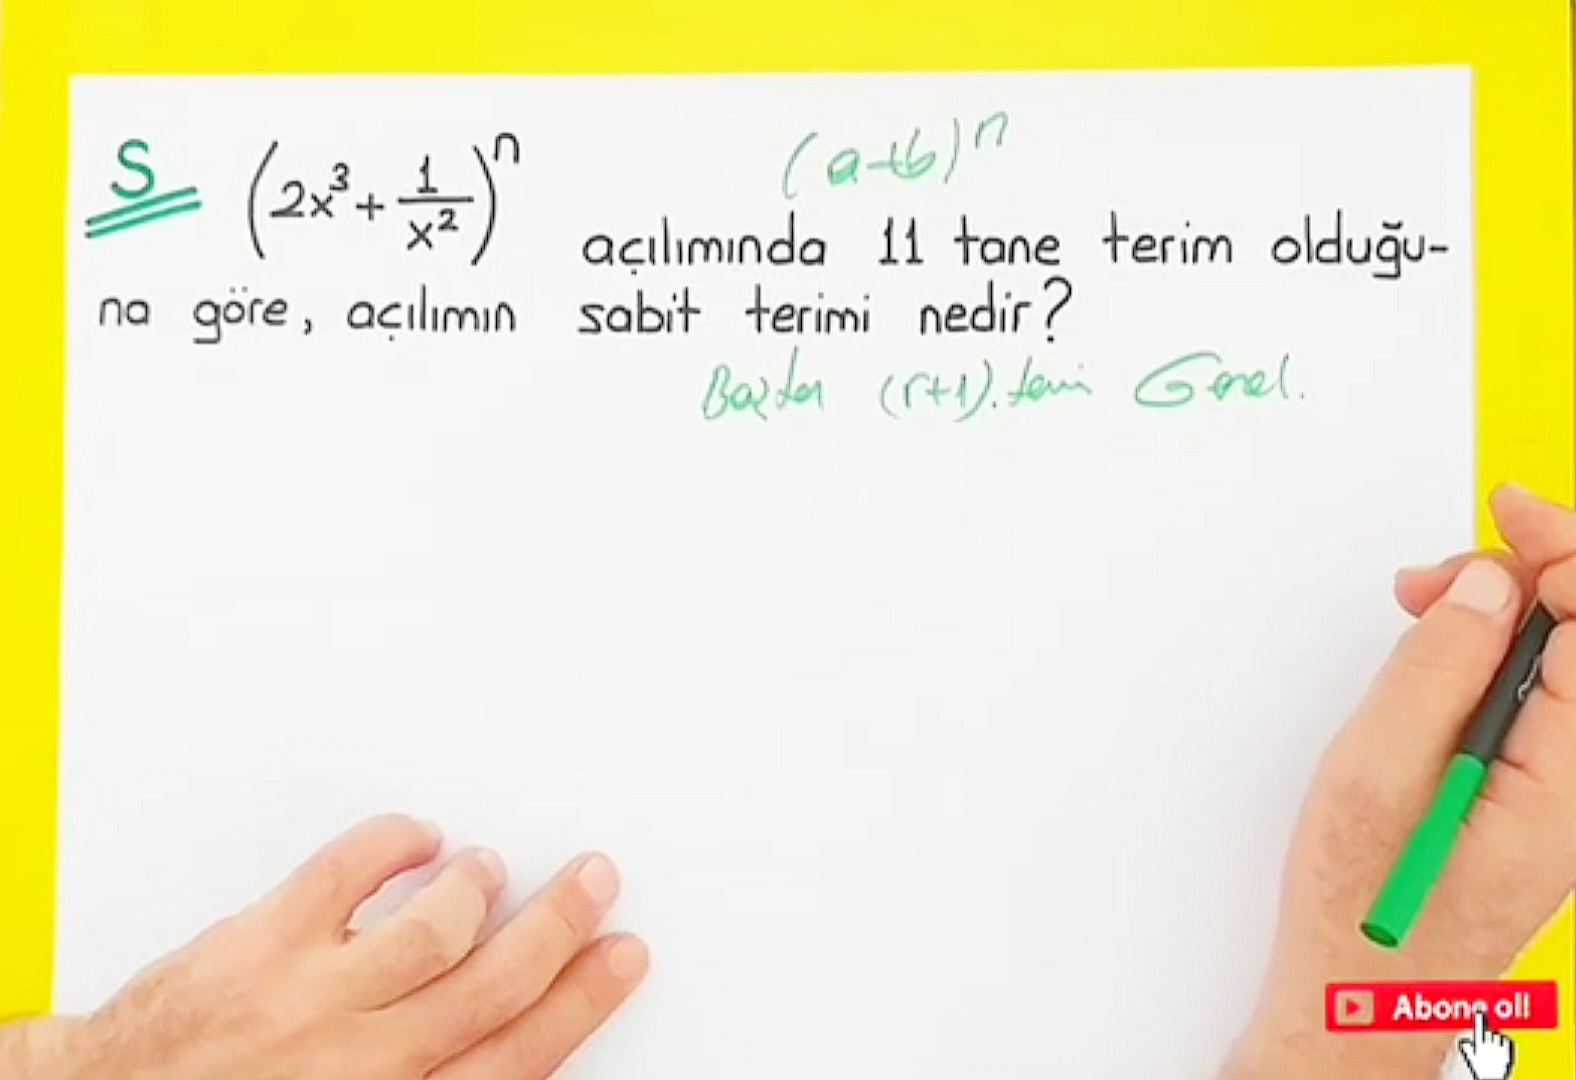 S (2x³ + 1/x²)ⁿ açılımında 11 tane terim olduğu-
(a+b)ⁿ
na göre, açılımın sabit terimi nedir?
Baştan (r+1). terim Genel.
Abone ol!